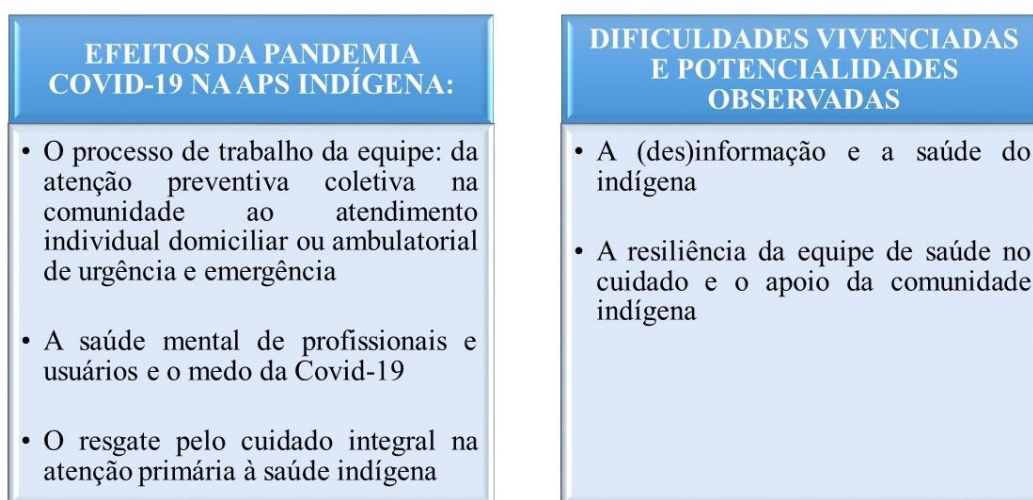 EFEITOS DA PANDEMIA
COVID-19 NA APS INDÍGENA:
• O processo de trabalho da equipe: da
atenção preventiva coletiva na
comunidade ao atendimento
individual domiciliar ou ambulatorial
de urgência e emergência
• A saúde mental de profissionais e
usuários e o medo da Covid-19
• O resgate pelo cuidado integral na
atenção primária à saúde indígena
DIFICULDADES VIVENCIADAS
E POTENCIALIDADES
OBSERVADAS
• A (des)informação e a saúde do
indígena
• A resiliência da equipe de saúde no
cuidado e o apoio da comunidade
indígena